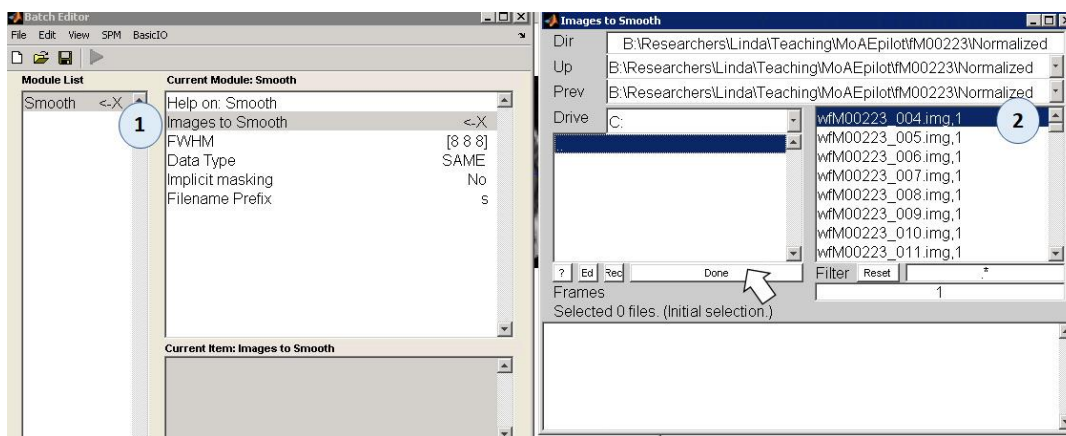 Batch Editor
File Edit View SPM BasicIO
Module List
Smooth <-X
1
Current Module: Smooth
Help on: Smooth
Images to Smooth <-X
FWHM [8 8 8]
Data Type SAME
Implicit masking No
Filename Prefix s
Current Item: Images to Smooth
Images to Smooth
Dir B:\Researchers\Linda\Teaching\MoAEpilot\fM00223\Normalized
Up B:\Researchers\Linda\Teaching\MoAEpilot\fM00223\Normalized
Prev B:\Researchers\Linda\Teaching\MoAEpilot\fM00223\Normalized
Drive C:
..
wfM00223_004.img,1
2
wfM00223_005.img,1
wfM00223_006.img,1
wfM00223_007.img,1
wfM00223_008.img,1
wfM00223_009.img,1
wfM00223_010.img,1
wfM00223_011.img,1
? Ed Rec Done
Filter Reset .*
Frames 1
Selected 0 files. (Initial selection.)